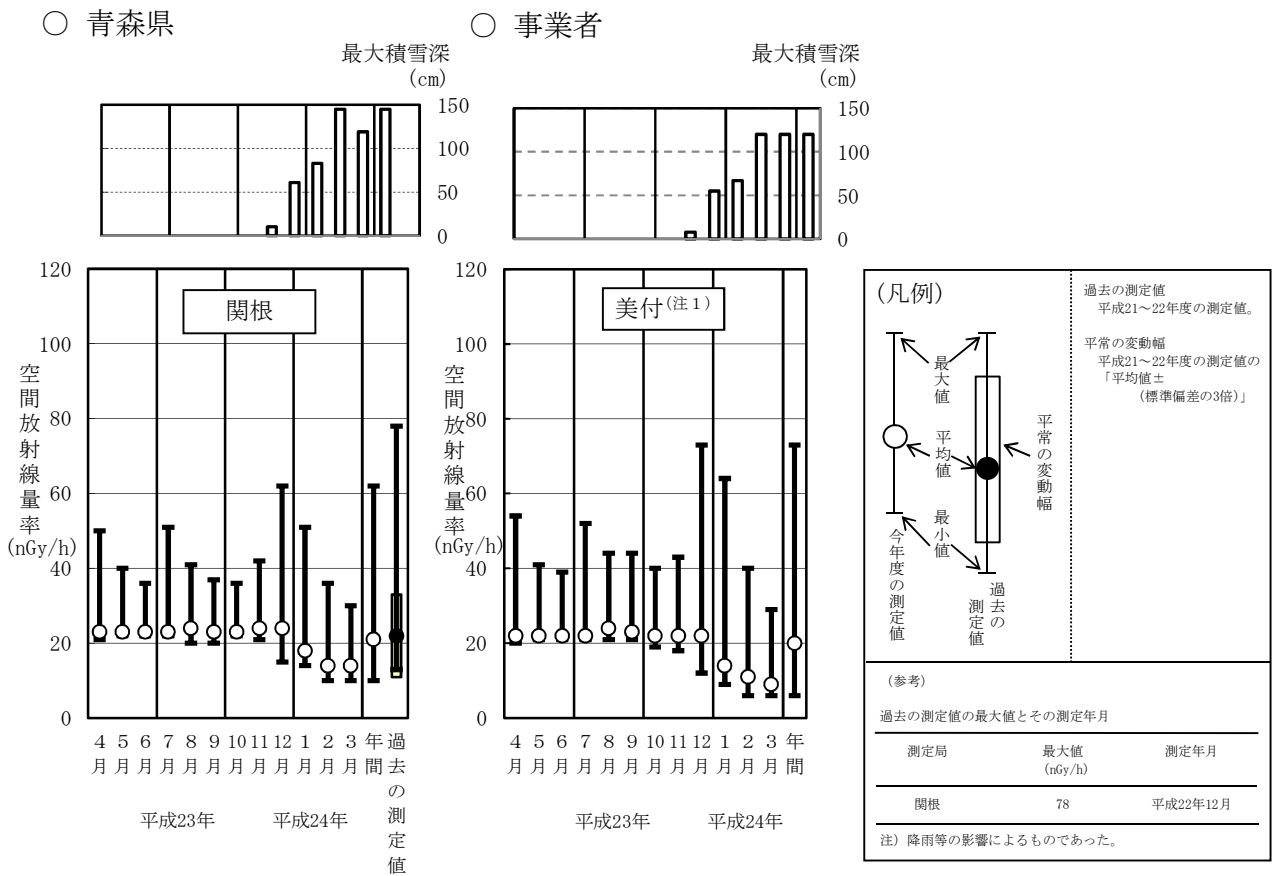 ○ 青森県
最大積雪深
(cm)
150
100
50
0
120
100
80
60
40
20
0
関根
空間放射線量率
(nGy/h)
4月 5月 6月 7月 8月 9月 10月 11月 12月 1月 2月 3月 年間 過去の測定値
平成23年 平成24年
○ 事業者
最大積雪深
(cm)
150
100
50
0
120
100
80
60
40
20
0
美付(注1)
空間放射線量率
(nGy/h)
4月 5月 6月 7月 8月 9月 10月 11月 12月 1月 2月 3月 年間
平成23年 平成24年
(凡例)
最大値
平均値
最小値
今年度の測定値
過去の
測定値
平常の変動幅
過去の測定値
平成21～22年度の測定値。
平常の変動幅
平成21～22年度の測定値の
「平均値±
(標準偏差の3倍)」
(参考)
過去の測定値の最大値とその測定年月
測定局 最大値 測定年月
(nGy/h)
関根 78 平成22年12月
注) 降雨等の影響によるものであった。